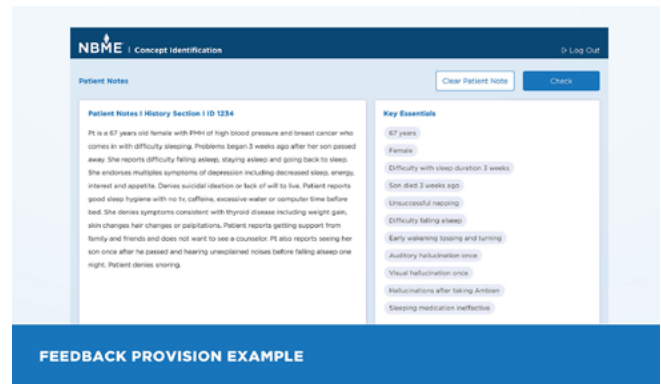 NBME | Concept Identification
Log Out
Patient Notes
Clear Patient Note
Check
Patient Notes I History Section I ID 1234
Pt is a 67 years old female with PMH of high blood pressure and breast cancer who
comes in with difficulty sleeping. Problems began 3 weeks ago after her son passed
away. She reports difficulty falling asleep, staying asleep and going back to sleep.
She endorses multiple symptoms of depression including decreased sleep, energy,
interest and appetite. Denies suicidal ideation or lack of will to live. Patient reports
good sleep hygiene with no tv, caffeine, excessive water or computer time before
bed. She denies symptoms consistent with thyroid disease including weight gain,
skin changes hair changes or palpitations. Patient reports getting support from
family and friends and does not want to see a counselor. Pt also reports seeing her
son once after he passed and hearing unexplained noises before falling asleep one
night. Patient denies snoring.
Key Essentials
67 years
Female
Difficulty with sleep duration 3 weeks
Son died 3 weeks ago
Unsuccessful napping
Difficulty falling alseep
Early wakening tossing and turning
Auditory hallucination once
Visual hallucination once
Hallucinations after taking Ambien
Sleeping medication ineffective
FEEDBACK PROVISION EXAMPLE